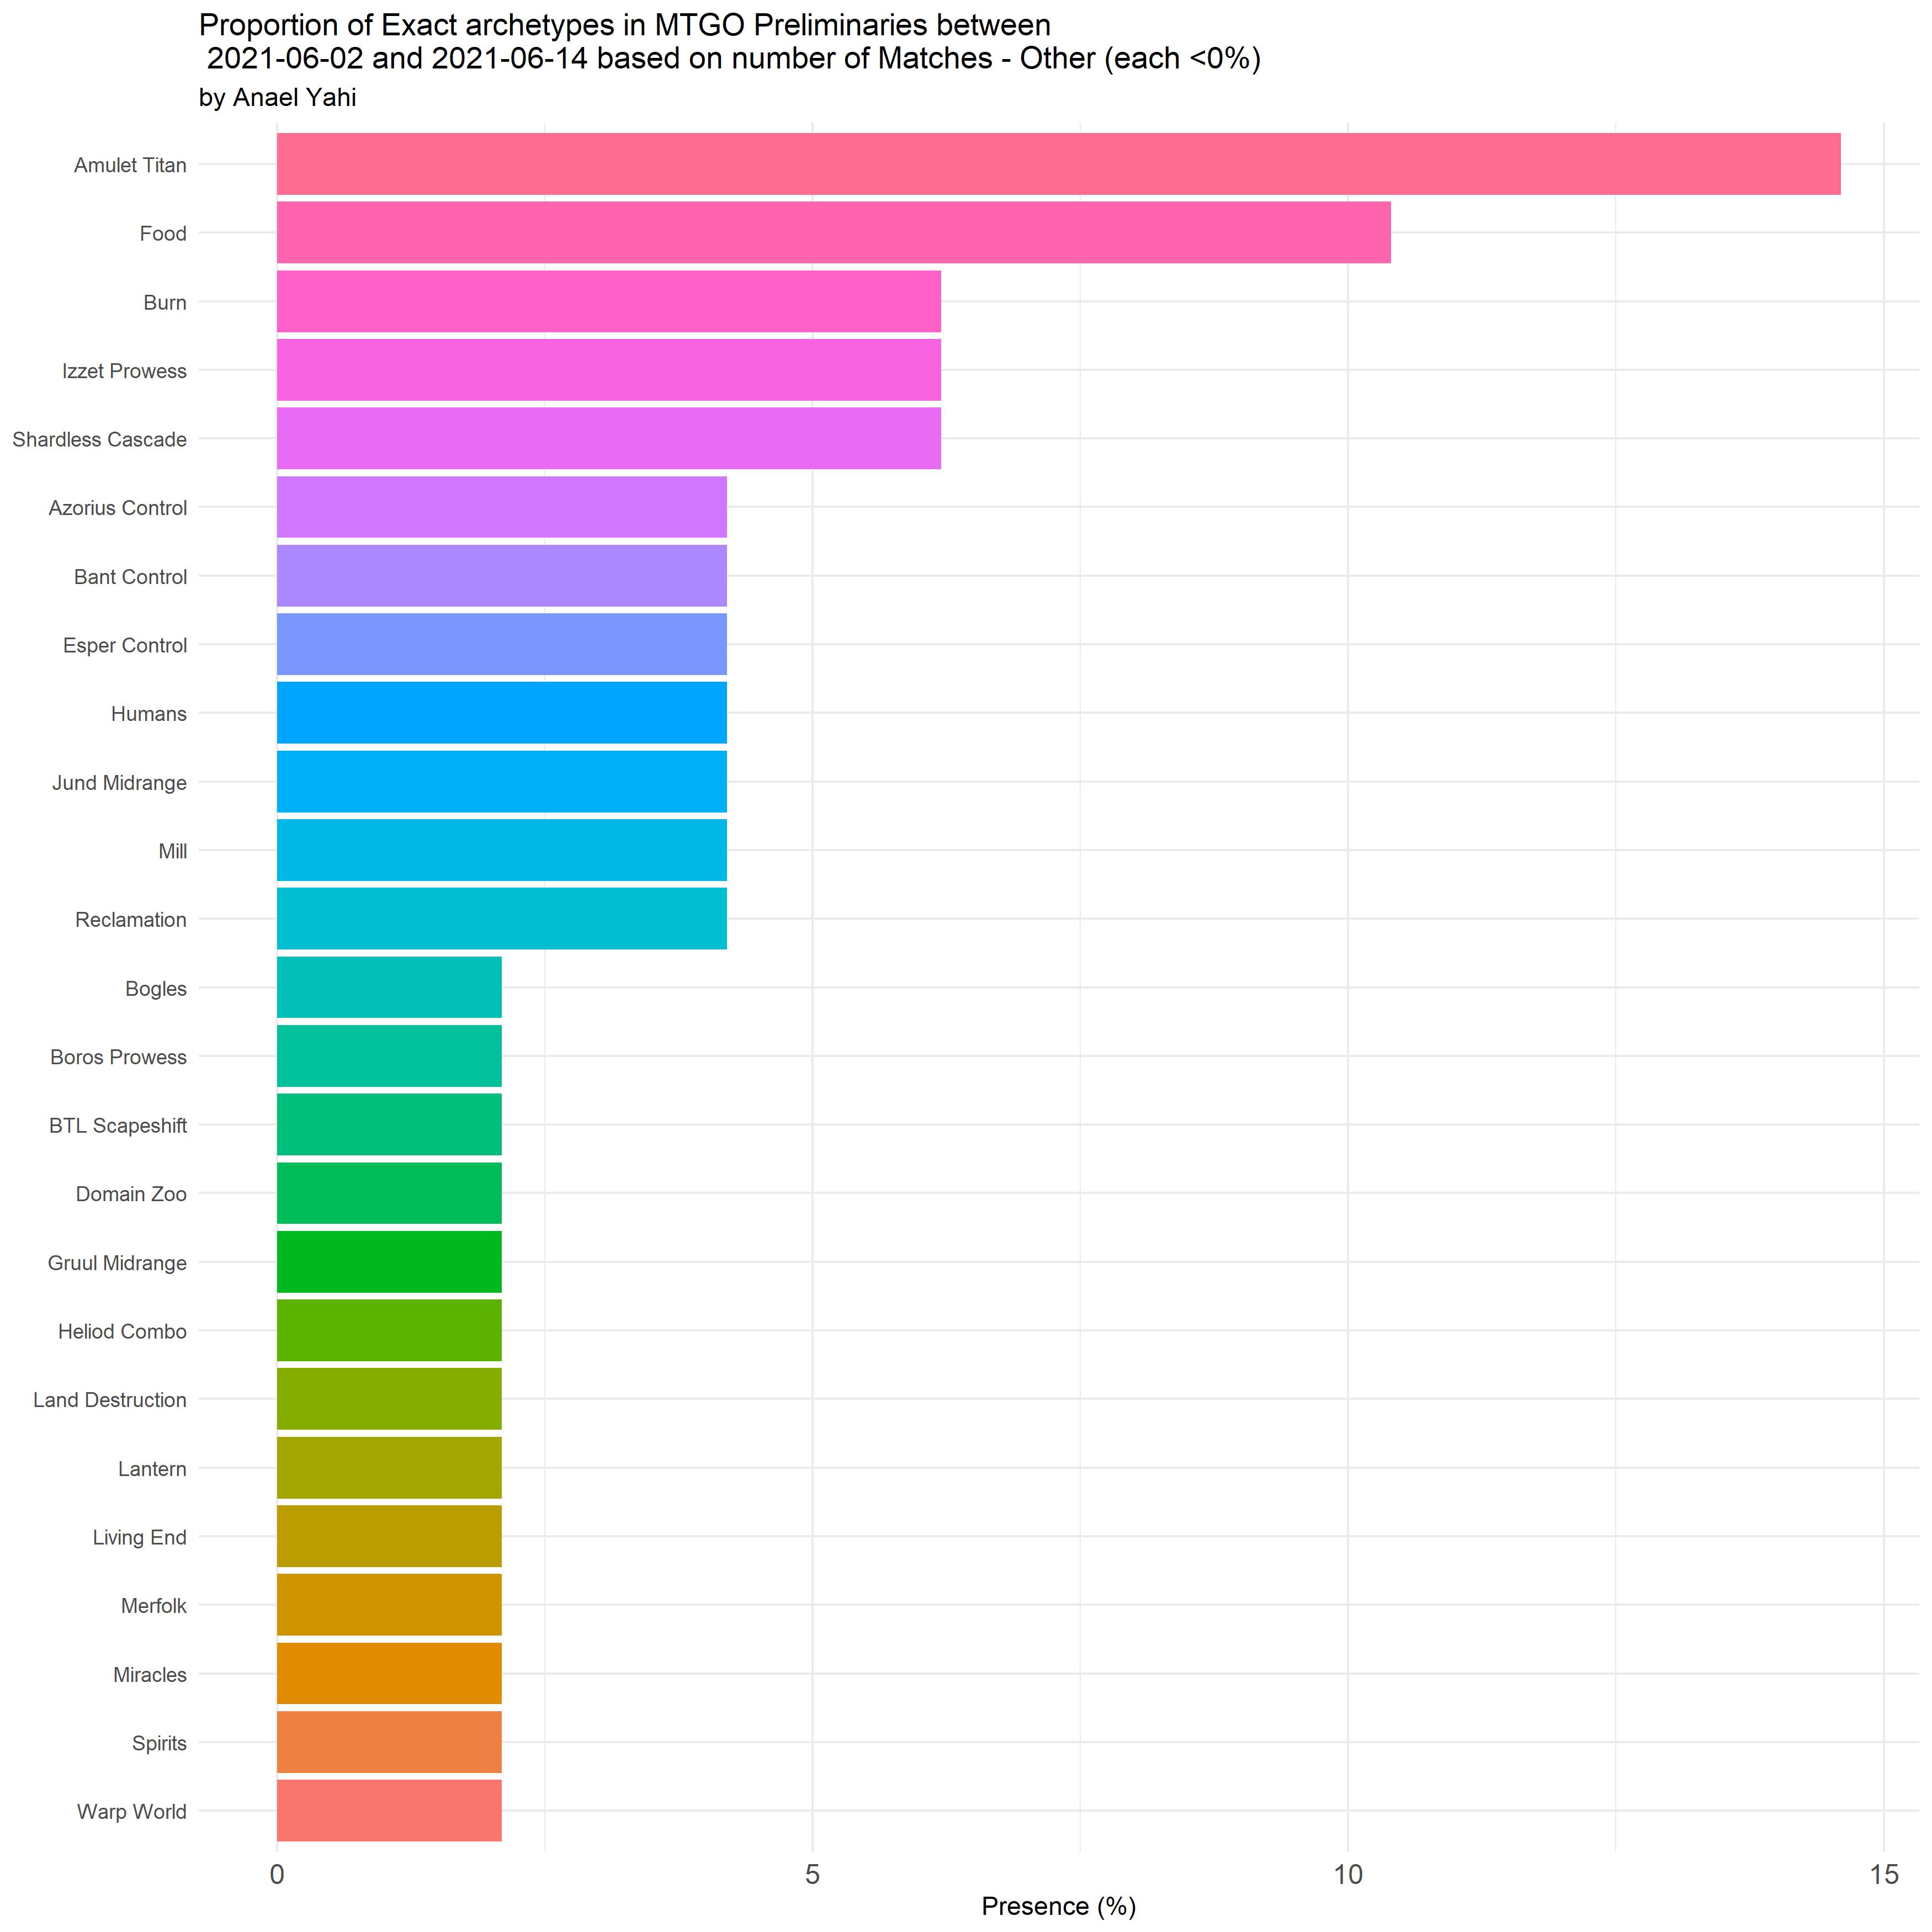 Proportion of Exact archetypes in MTGO Preliminaries between
2021-06-02 and 2021-06-14 based on number of Matches - Other (each <0%)
by Anael Yahi
Amulet Titan
Food
Burn
Izzet Prowess
Shardless Cascade
Azorius Control
Bant Control
Esper Control
Humans
Jund Midrange
Mill
Reclamation
Bogles
Boros Prowess
BTL Scapeshift
Domain Zoo
Gruul Midrange
Heliod Combo
Land Destruction
Lantern
Living End
Merfolk
Miracles
Spirits
Warp World
0 5 10 15
Presence (%)